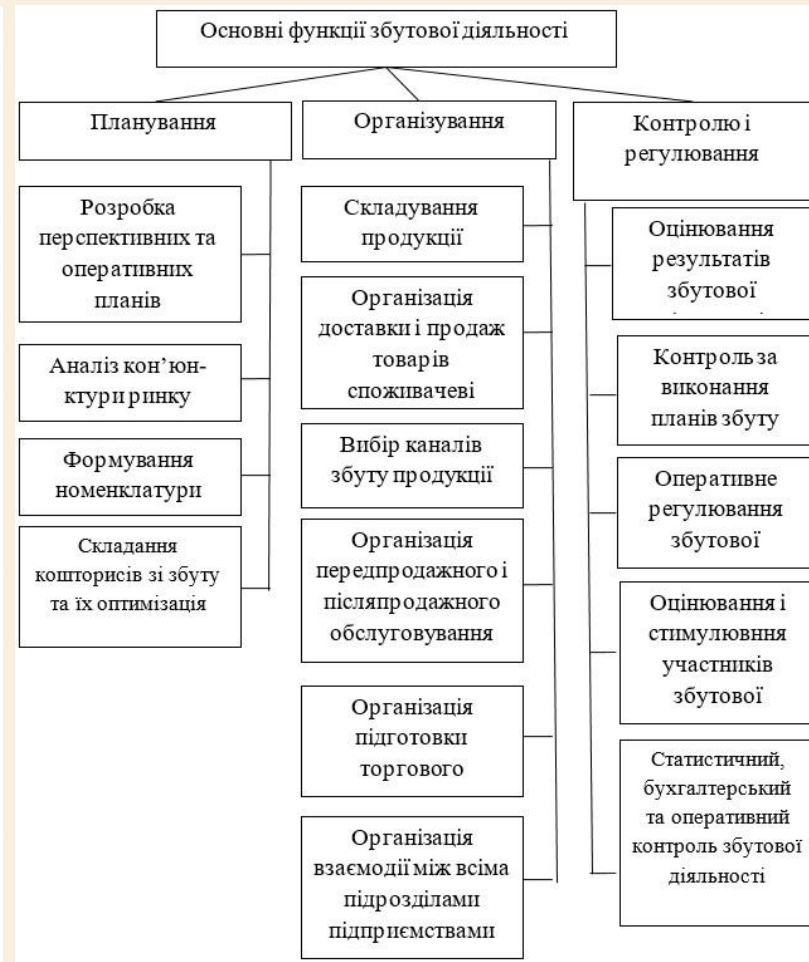 Основні функції збутової діяльності
Планування
Розробка
перспективних та
оперативних
планів
Аналіз кон’юн-
ктури ринку
Формування
номенклатури
Складання
кошторисів зі збуту
та їх оптимізація
Організування
Складування
продукції
Організація
доставки і продаж
товарів
споживачеві
Вибір каналів
збуту продукції
Організація
передпродажного і
післяпродажного
обслуговування
Організація
підготовки
торгового
Організація
взаємодії між всіма
підрозділами
підприємствами
Контролю і
регулювання
Оцінювання
результатів
збутової
Контроль за
виконання
планів збуту
Оперативне
регулювання
збутової
Оцінювання і
стимулювння
участників
збутової
Статистичний,
бухгалтерський
та оперативний
контроль збутової
діяльності